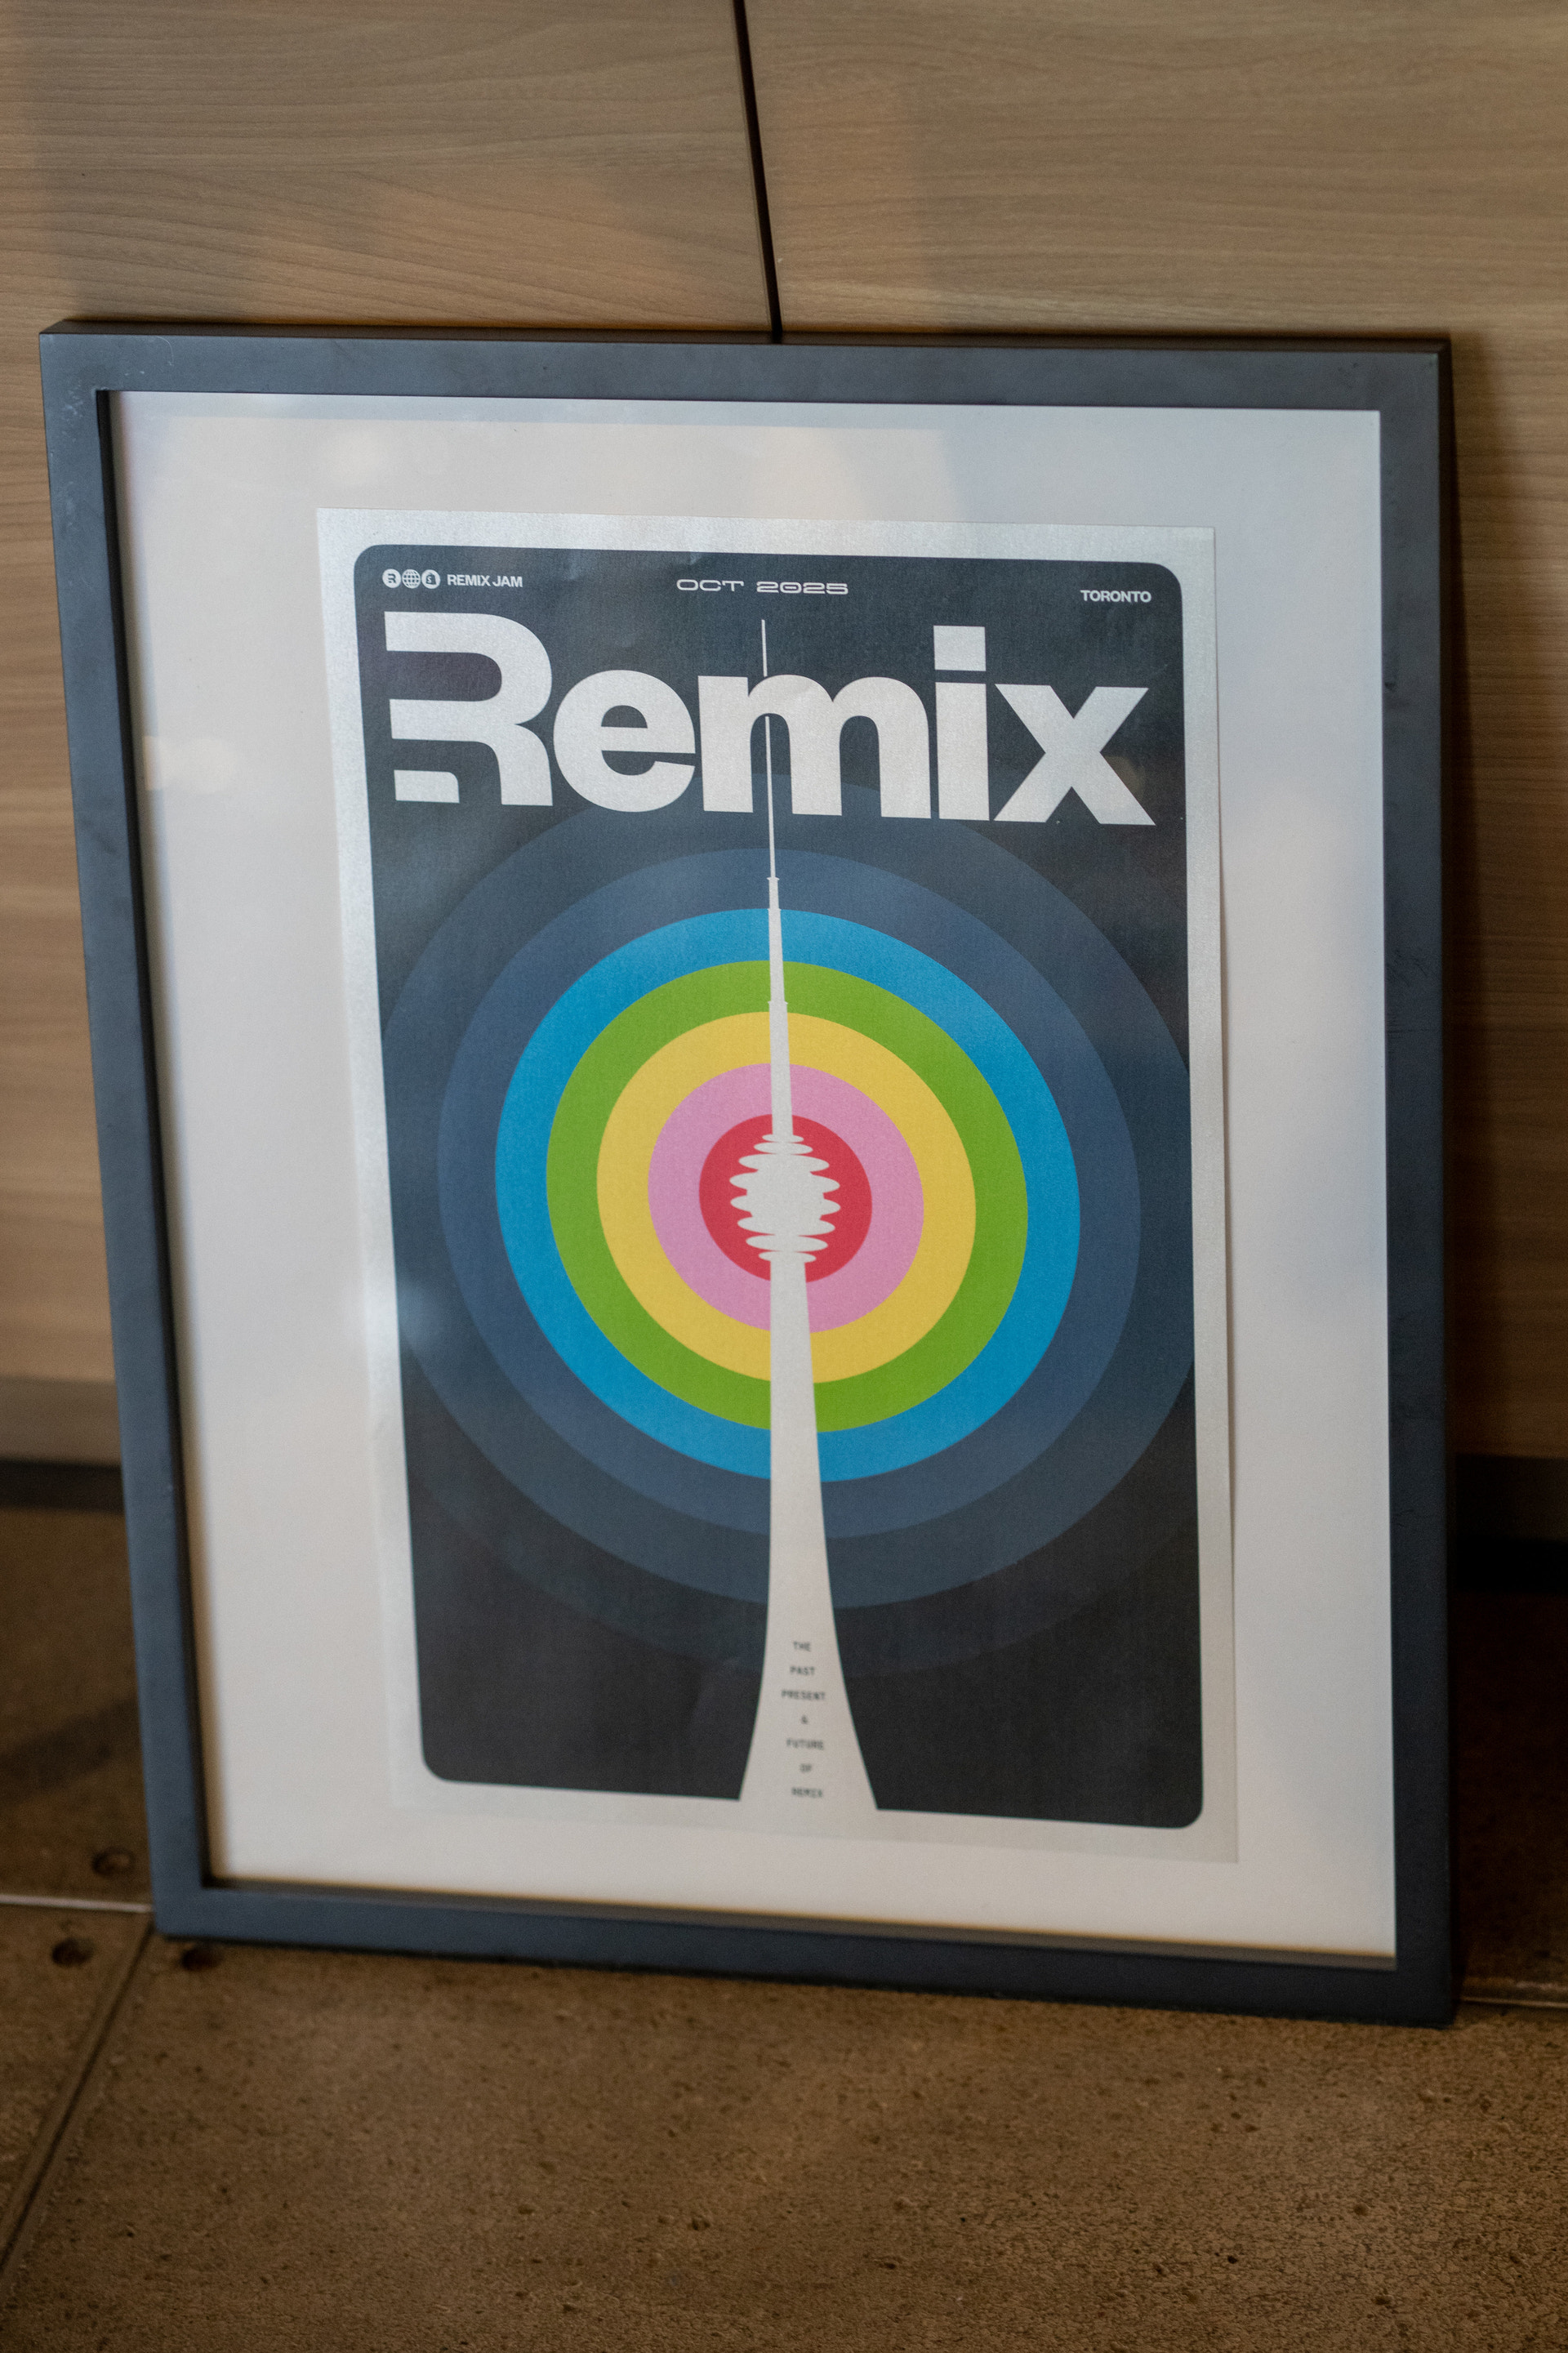 REMIX JAM
OCT 2025
TORONTO
Remix
THE
PAST
PRESENT
&
FUTURE
OF
REMIX